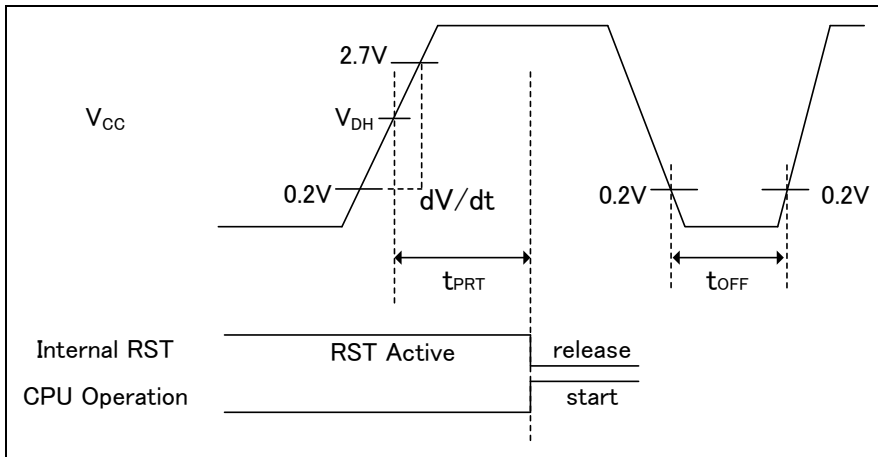 2.7V
VCC
VDH
0.2V
dV/dt
0.2V
0.2V
tPRT
tOFF
Internal RST
RST Active
release
CPU Operation
start